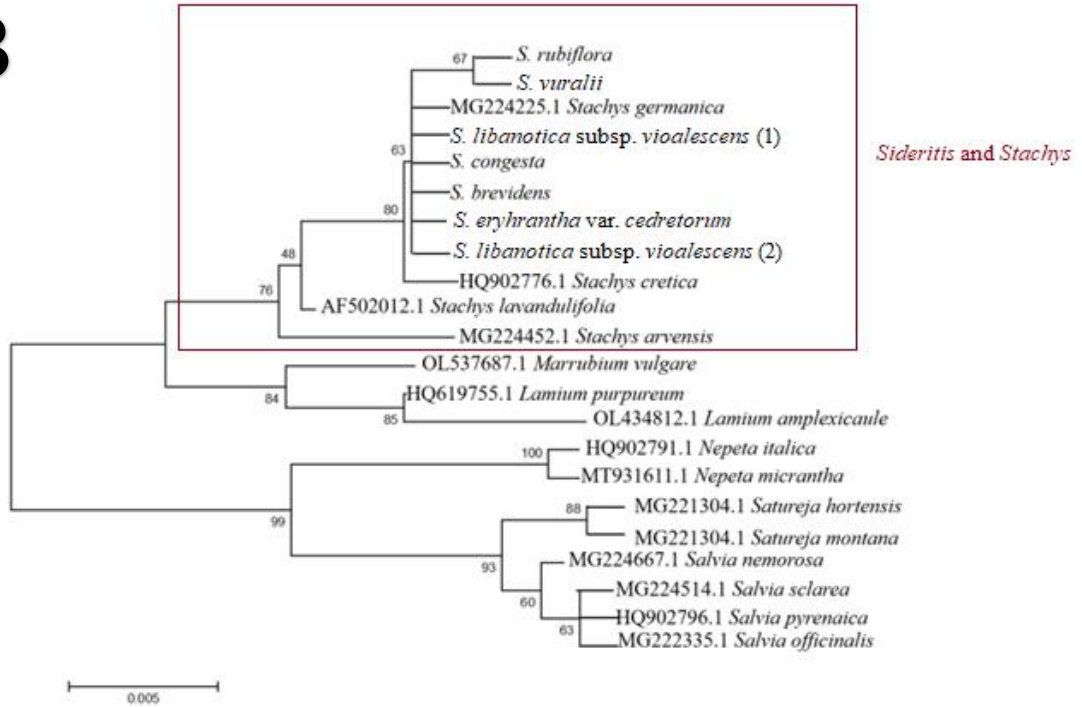 B
67
S. rubiflora
S. vuralii
MG224225.1 Stachys germanica
S. libanotica subsp. vioalescens (1)
Sideritis and Stachys
63
S. congesta
S. brevidens
80
S. eryhrantha var. cedretorum
48
S. libanotica subsp. vioalescens (2)
HQ902776.1 Stachys cretica
76
AF502012.1 Stachys lavandulifolia
MG224452.1 Stachys arvensis
OL537687.1 Marrubium vulgare
84
HQ619755.1 Lamium purpureum
85
OL434812.1 Lamium amplexicaule
100
HQ902791.1 Nepeta italica
MT931611.1 Nepeta micrantha
88
MG221304.1 Satureja hortensis
99
MG221304.1 Satureja montana
93
MG224667.1 Salvia nemorosa
MG224514.1 Salvia sclarea
60
HQ902796.1 Salvia pyrenaica
63
MG222335.1 Salvia officinalis
0.005